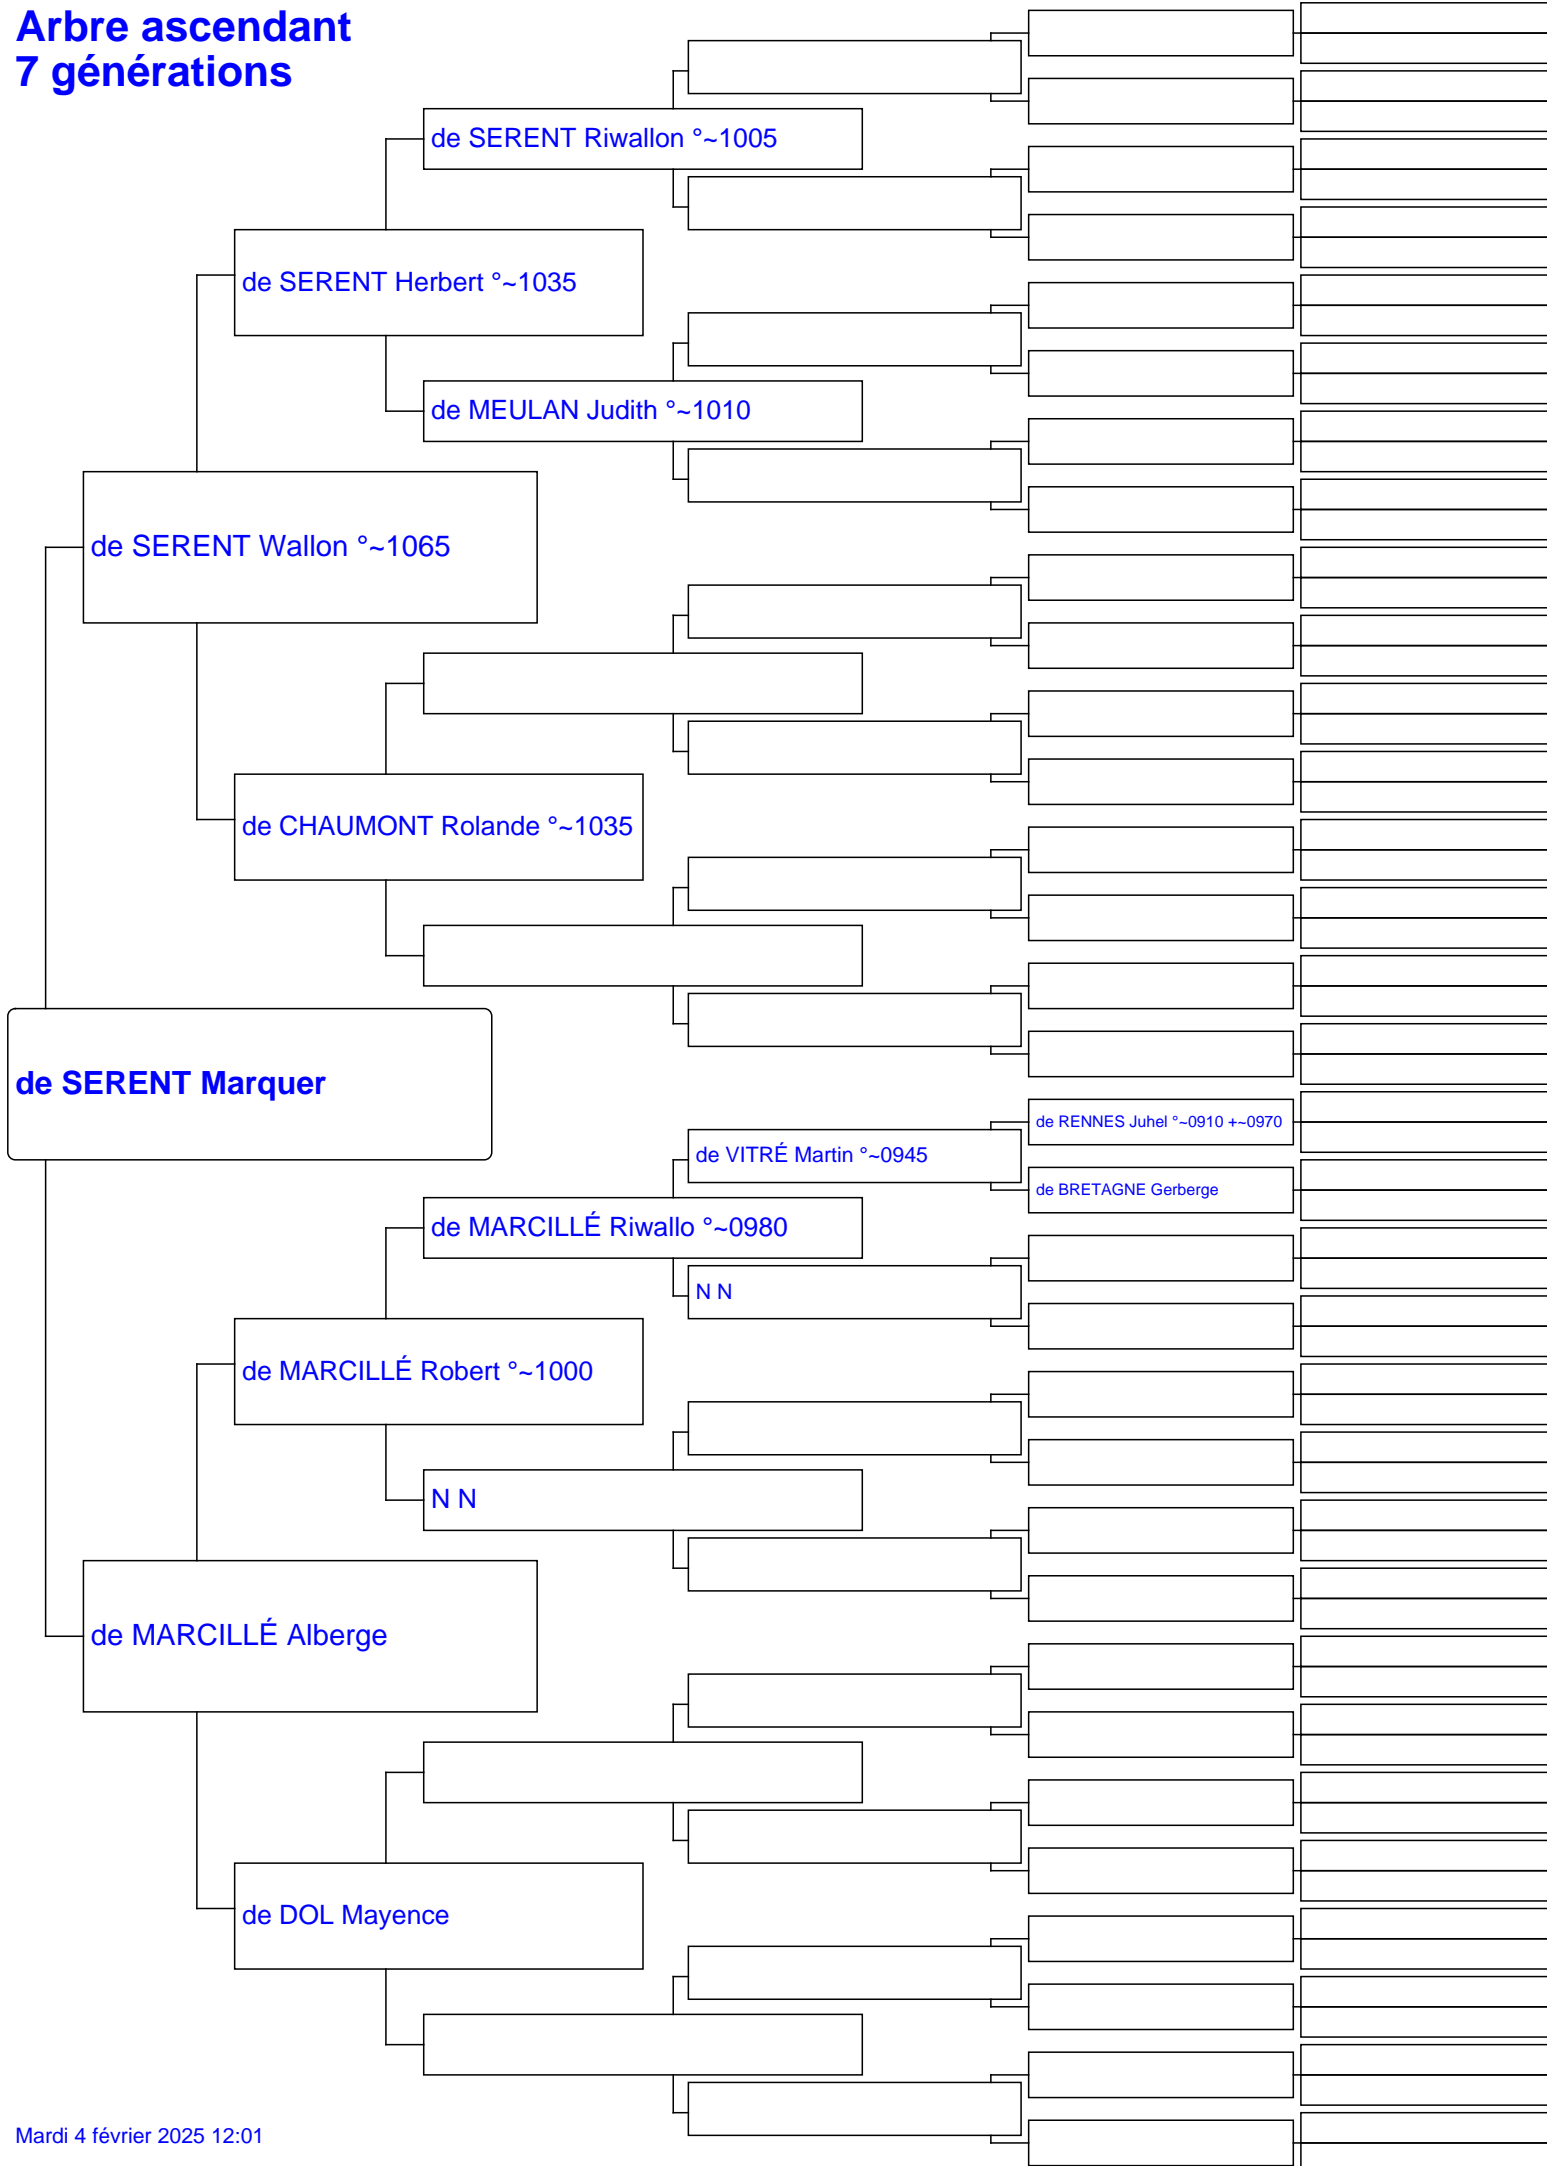 Arbre ascendant
7 générations
de SERENT Riwallon °~1005
de SERENT Herbert °~1035
de MEULAN Judith °~1010
de SERENT Wallon °~1065
de CHAUMONT Rolande °~1035
de SERENT Marquer
de RENNES Juhel °~0910 +~0970
de VITRÉ Martin °~0945
de BRETAGNE Gerberge
de MARCILLÉ Riwallo °~0980
N N
de MARCILLÉ Robert °~1000
N N
de MARCILLÉ Alberge
de DOL Mayence
Mardi 4 février 2025 12:01